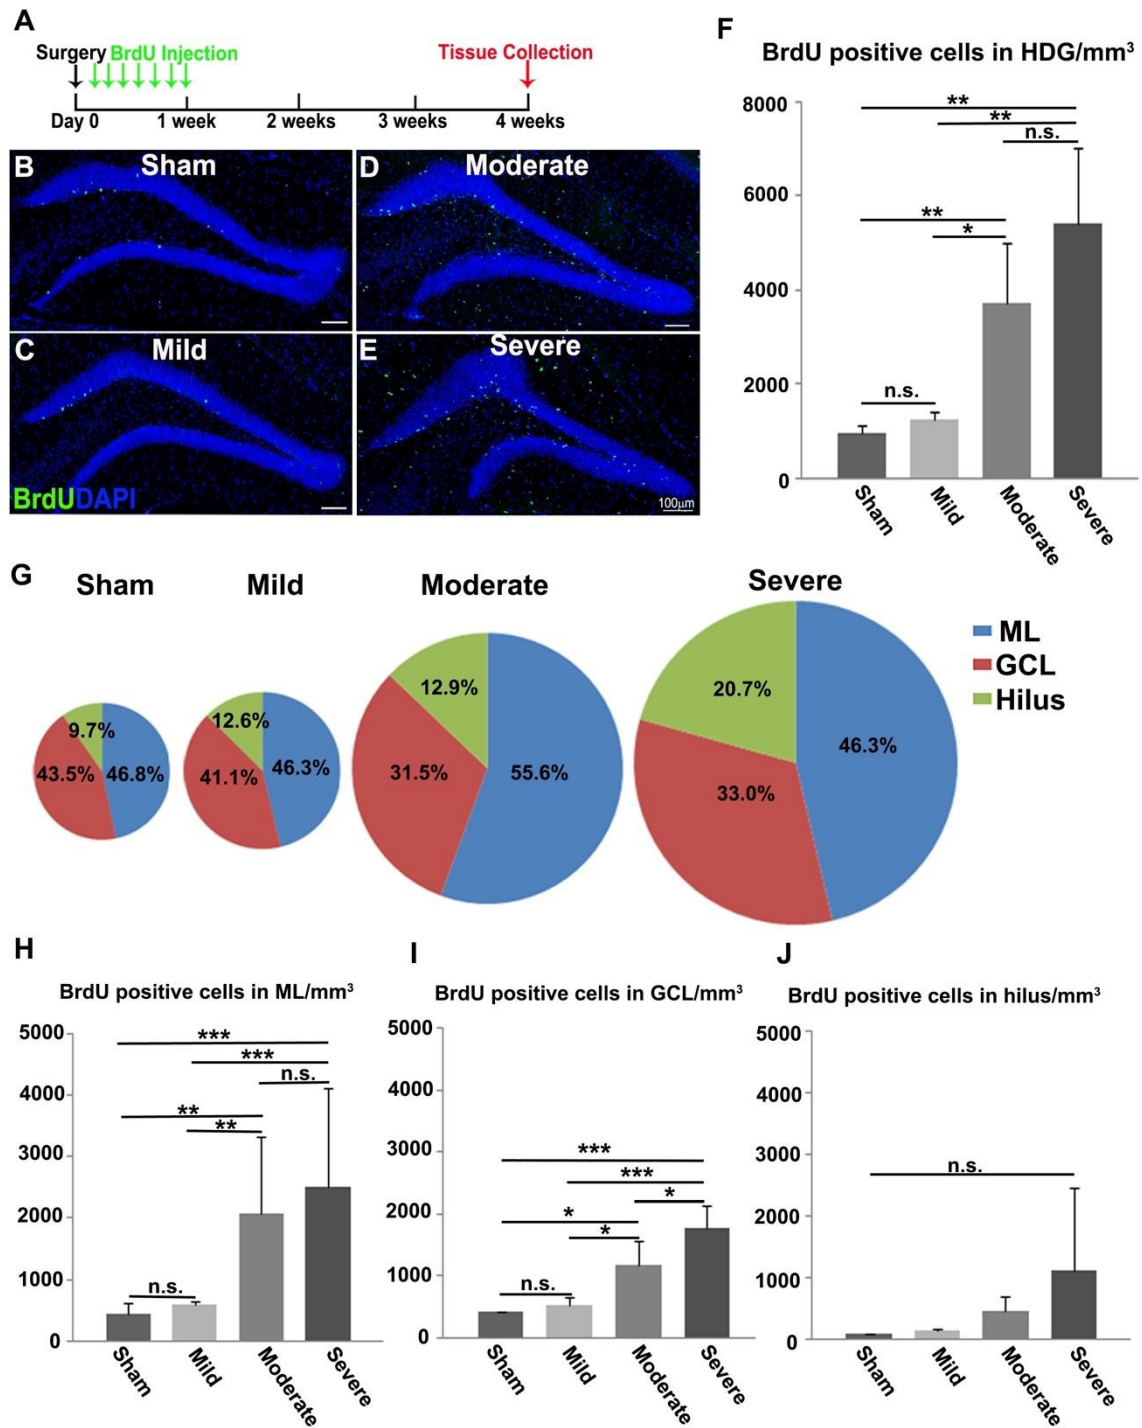 A
Surgery BrdU Injection Tissue Collection
Day 0 1 week 2 weeks 3 weeks 4 weeks
B Sham
D Moderate
C Mild
BrdUDAPI
E Severe
100µm
F
BrdU positive cells in HDG/mm³
8000
6000
4000
2000
0
**
**
n.s.
**
*
n.s.
Sham Mild Moderate Severe
G
Sham Mild Moderate Severe
9.7% 43.5% 46.8%
12.6% 41.1% 46.3%
12.9% 31.5% 55.6%
20.7% 33.0% 46.3%
ML
GCL
Hilus
H
BrdU positive cells in ML/mm³
5000
4000
3000
2000
1000
0
***
***
n.s.
**
**
n.s.
Sham Mild Moderate Severe
I
BrdU positive cells in GCL/mm³
5000
4000
3000
2000
1000
0
***
***
*
*
*
n.s.
Sham Mild Moderate Severe
J
BrdU positive cells in hilus/mm³
5000
4000
3000
2000
1000
0
n.s.
Sham Mild Moderate Severe